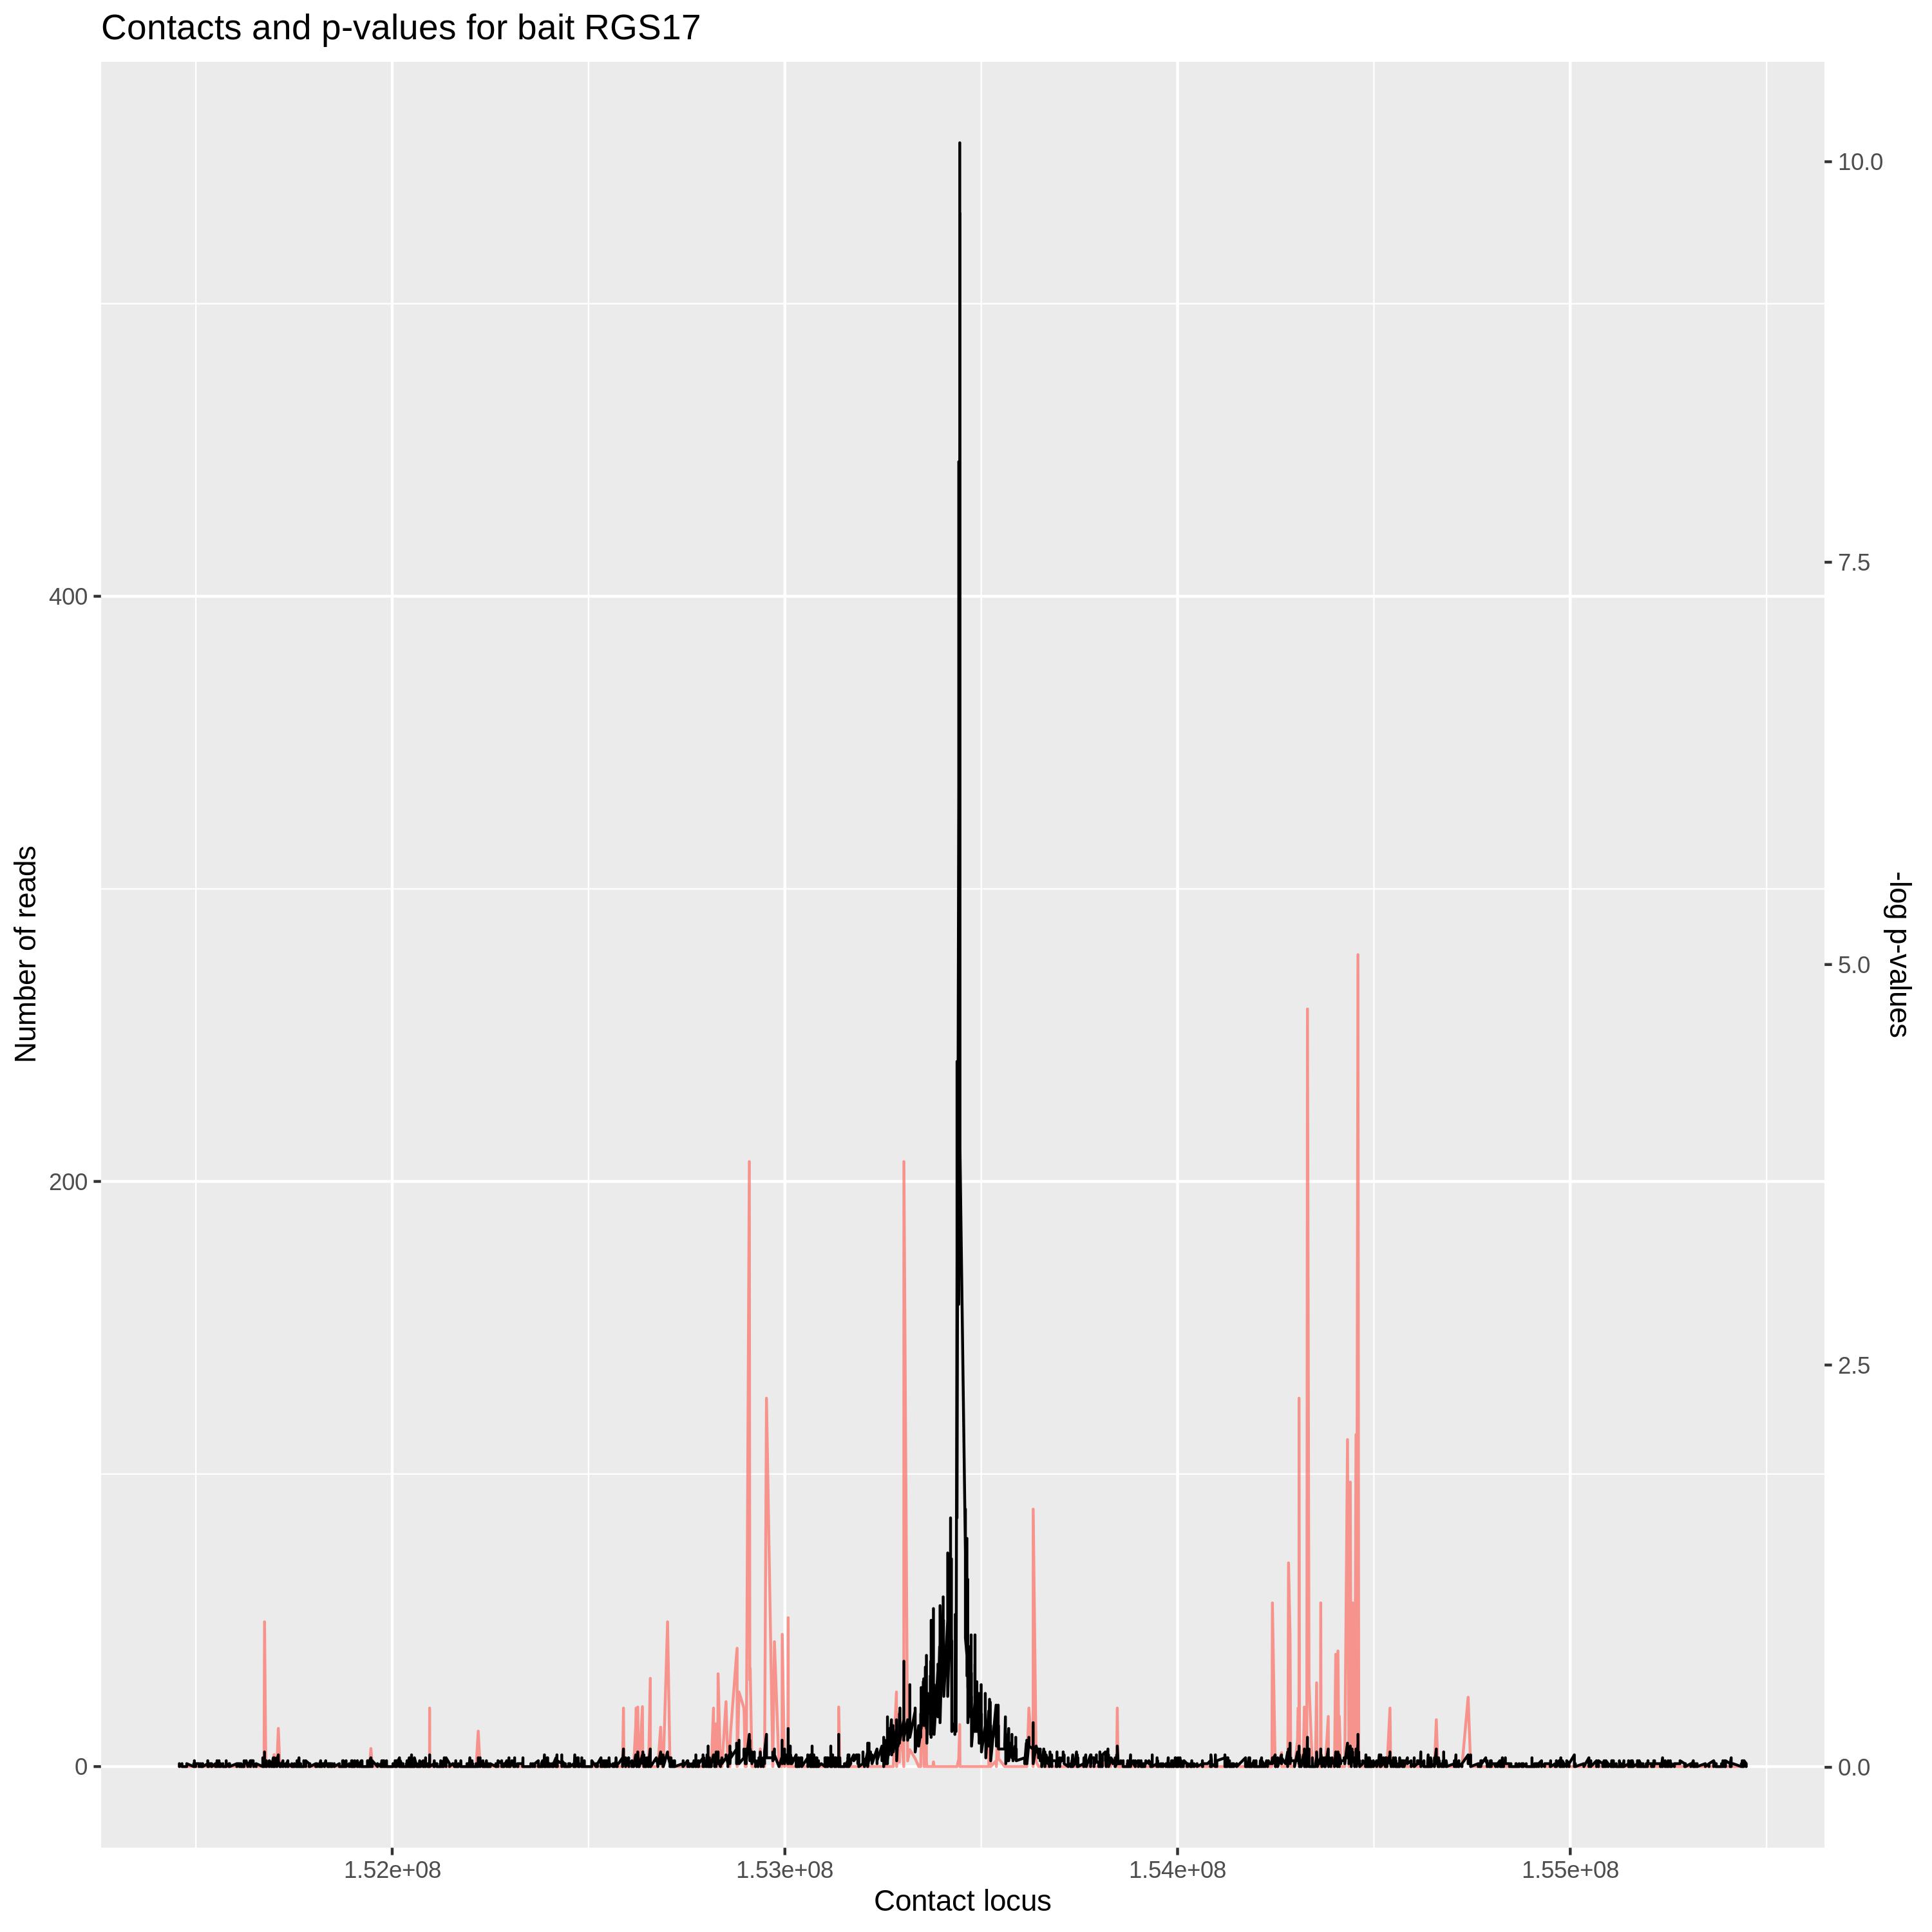 Contacts and p-values for bait RGS17
10.0
7.5
400
5.0
Number of reads
-log p-values
2.5
200
0
0.0
1.52e+08 1.53e+08 1.54e+08 1.55e+08
Contact locus